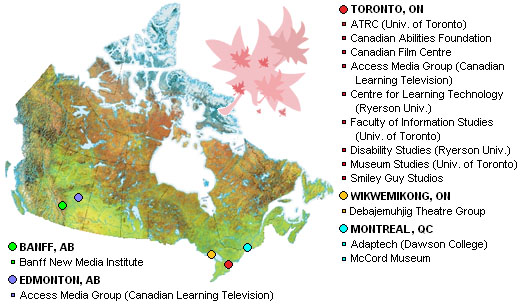 TORONTO, ON
ATRC (Univ. of Toronto)
Canadian Abilities Foundation
Canadian Film Centre
Access Media Group (Canadian
Learning Television)
Centre for Learning Technology
(Ryerson Univ.)
Faculty of Information Studies
(Univ. of Toronto)
Disability Studies (Ryerson Univ.)
Museum Studies (Univ. of Toronto)
Smiley Guy Studios
WIKWEMIKONG, ON
Debajemuhjig Theatre Group
MONTREAL, QC
Adaptech (Dawson College)
McCord Museum
BANFF, AB
Banff New Media Institute
EDMONTON, AB
Access Media Group (Canadian Learning Television)